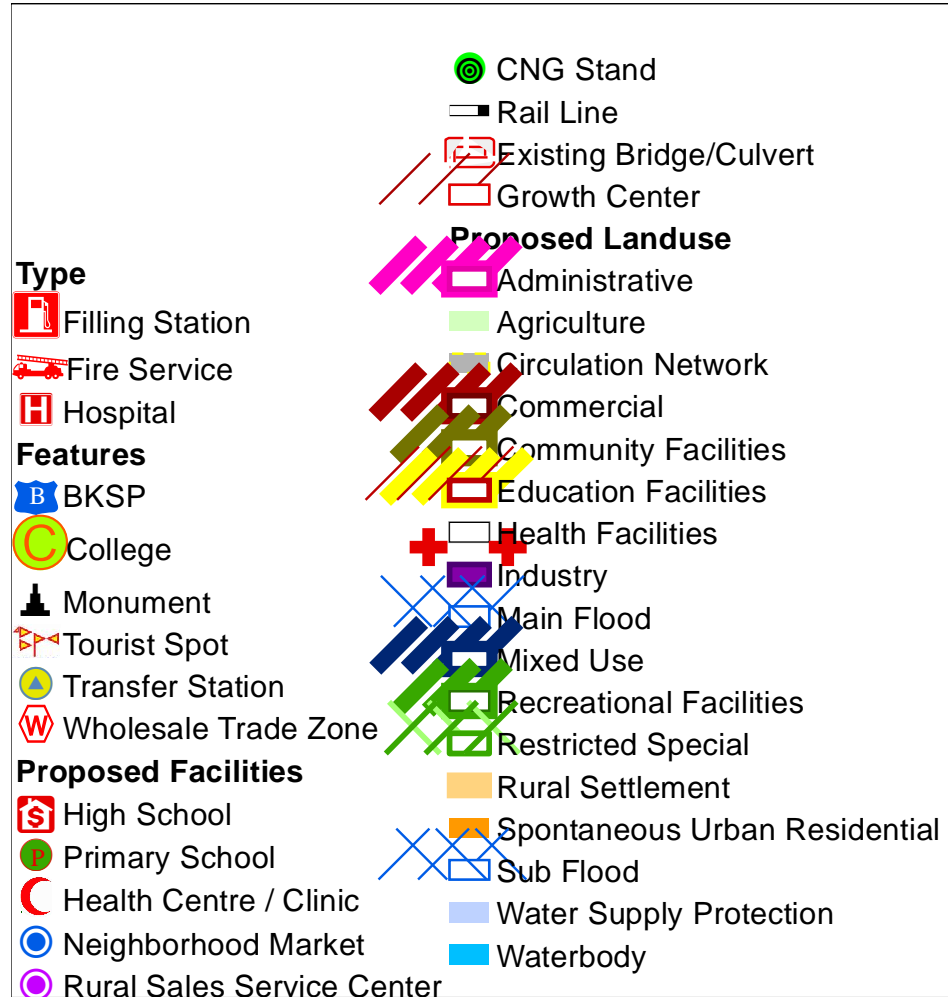 Type
Filling Station
Fire Service
H Hospital
Features
B BKSP
C College
Monument
Tourist Spot
Transfer Station
W Wholesale Trade Zone
Proposed Facilities
$ High School
P Primary School
Health Centre / Clinic
Neighborhood Market
Rural Sales Service Center
CNG Stand
Rail Line
Existing Bridge/Culvert
Growth Center
Proposed Landuse
Administrative
Agriculture
Circulation Network
Commercial
Community Facilities
Education Facilities
Health Facilities
Industry
Main Flood
Mixed Use
Recreational Facilities
Restricted Special
Rural Settlement
Spontaneous Urban Residential
Sub Flood
Water Supply Protection
Waterbody